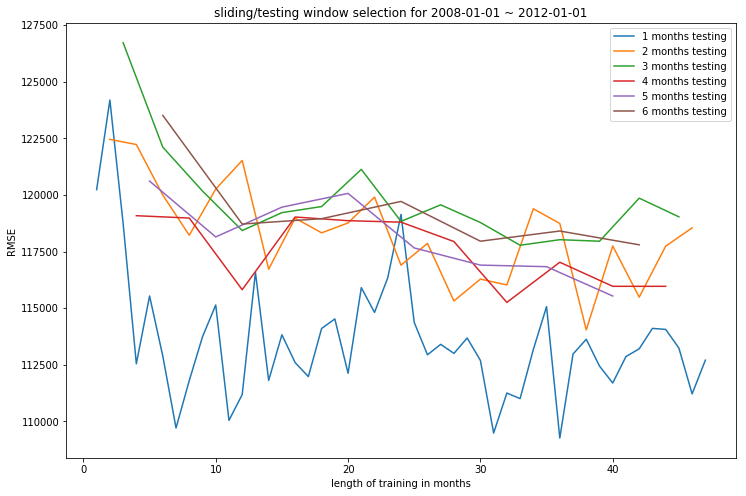 sliding/testing window selection for 2008-01-01 ~ 2012-01-01
127500
125000
122500
120000
117500
115000
112500
110000
RMSE
1 months testing
2 months testing
3 months testing
4 months testing
5 months testing
6 months testing
0
10
20
30
40
length of training in months